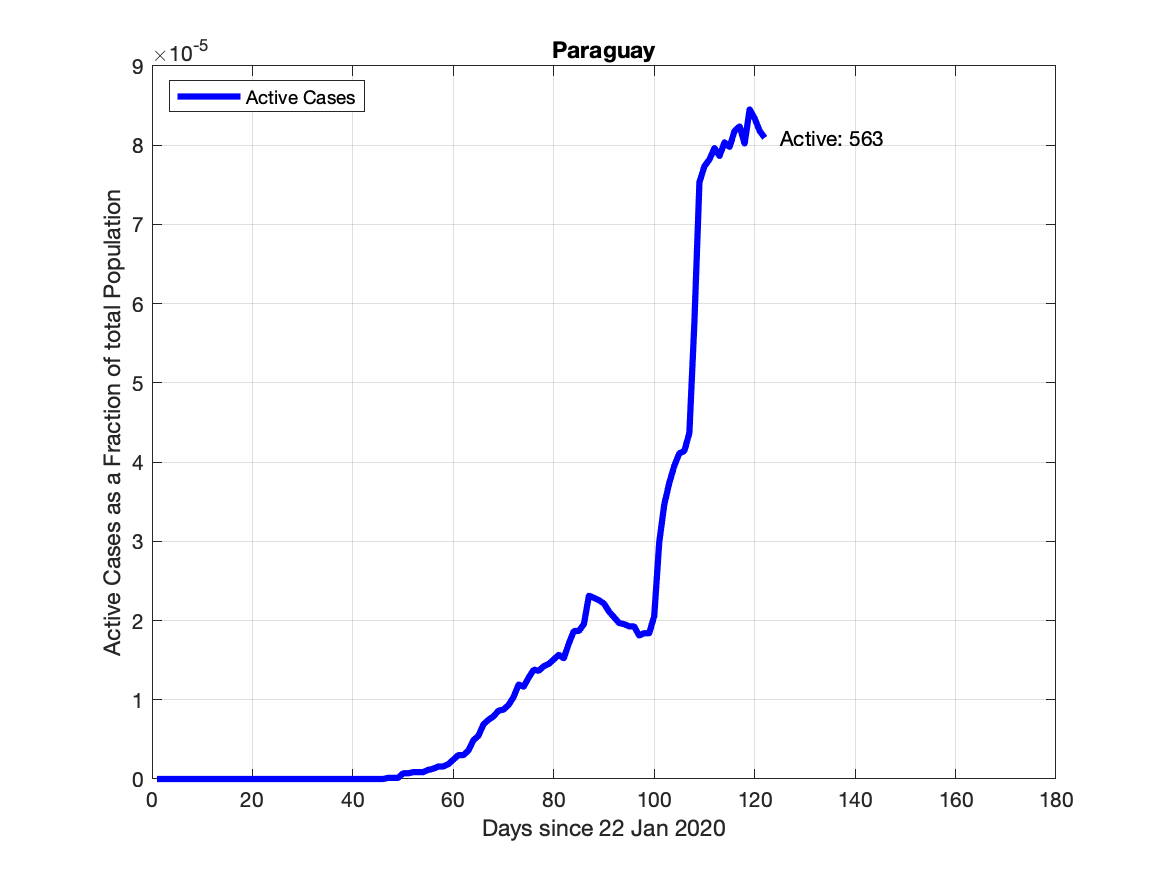 Paraguay
×10-5
Active Cases
Active: 563
Active Cases as a Fraction of total Population
9
8
7
6
5
4
3
2
1
0
0 20 40 60 80 100 120 140 160 180
Days since 22 Jan 2020